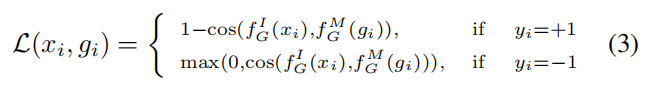 1−cos(f_G^I(x_i),f_G^M(g_i)), if y_i=+1
L(x_i, g_i) = { (3)
max(0,cos(f_G^I(x_i),f_G^M(g_i))), if y_i=−1